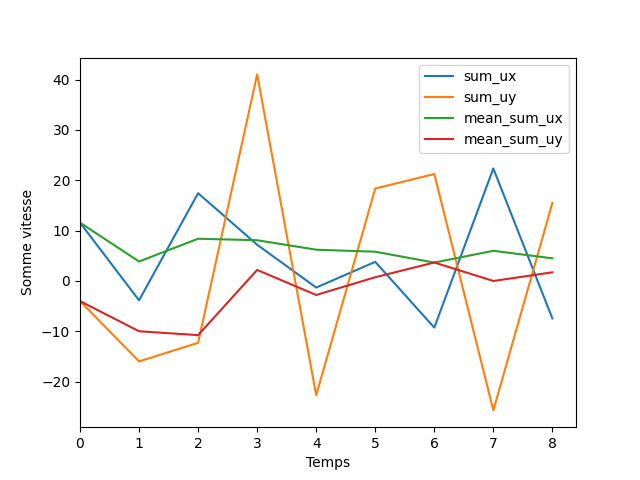 sum_ux
sum_uy
mean_sum_ux
mean_sum_uy
40
30
20
10
0
−10
−20
Somme vitesse
0 1 2 3 4 5 6 7 8
Temps